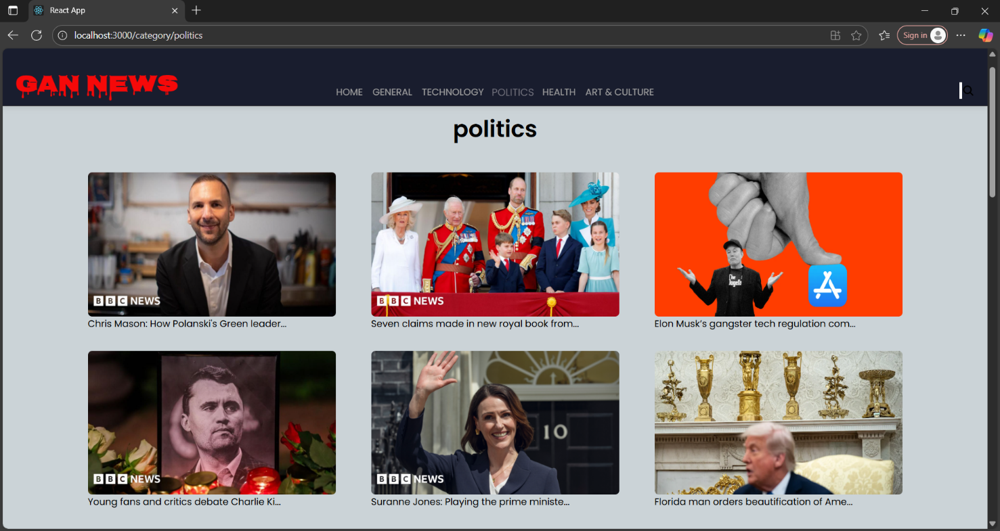 React App
localhost:3000/category/politics
Sign in
GAN NEWS
HOME GENERAL TECHNOLOGY POLITICS HEALTH ART & CULTURE
politics
BBC NEWS
BBC NEWS
The
Chris Mason: How Polanski's Green leader...
Seven claims made in new royal book from...
Elon Musk’s gangster tech regulation com...
10
BBC NEWS
BBC NEWS
Young fans and critics debate Charlie Ki...
Suranne Jones: Playing the prime ministe...
Florida man orders beautification of Ame...